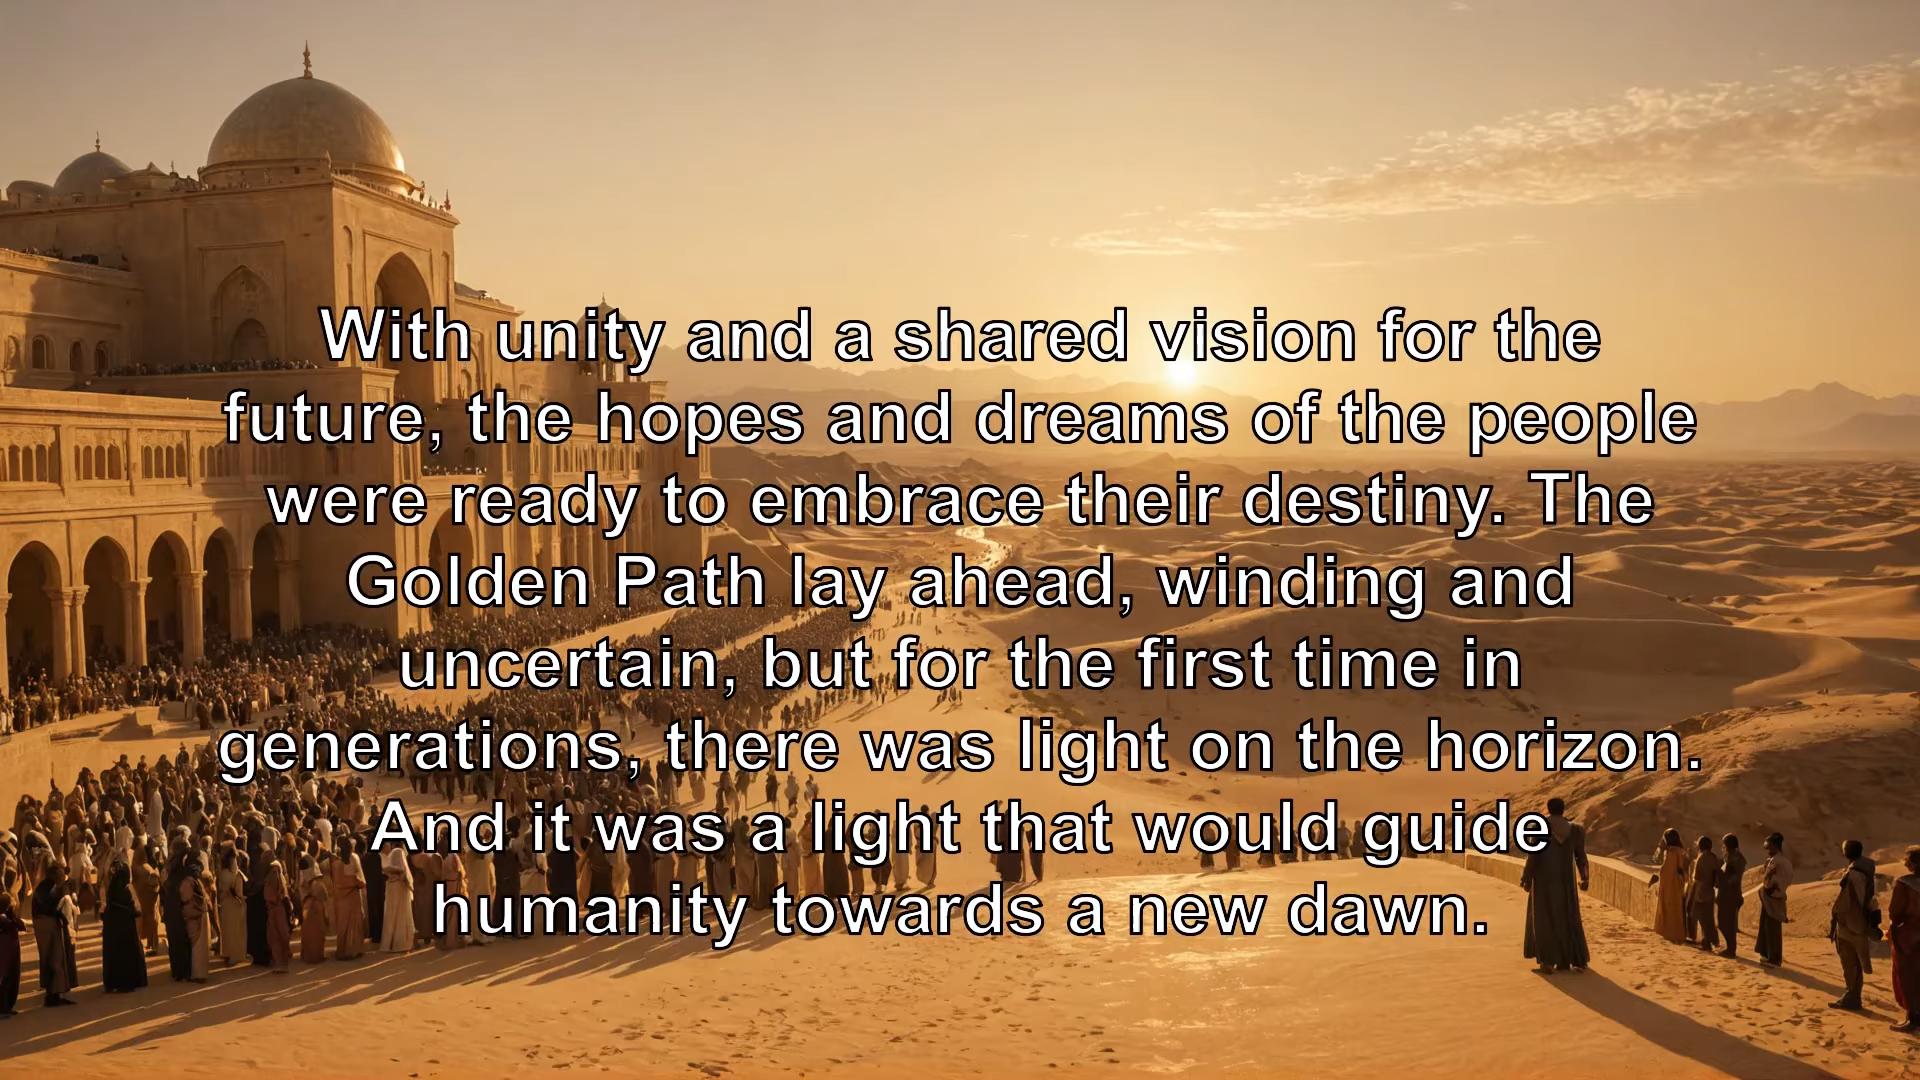 With unity and a shared vision for the
future, the hopes and dreams of the people
were ready to embrace their destiny. The
Golden Path lay ahead, winding and
uncertain, but for the first time in
generations, there was light on the horizon.
And it was a light that would guide
humanity towards a new dawn.